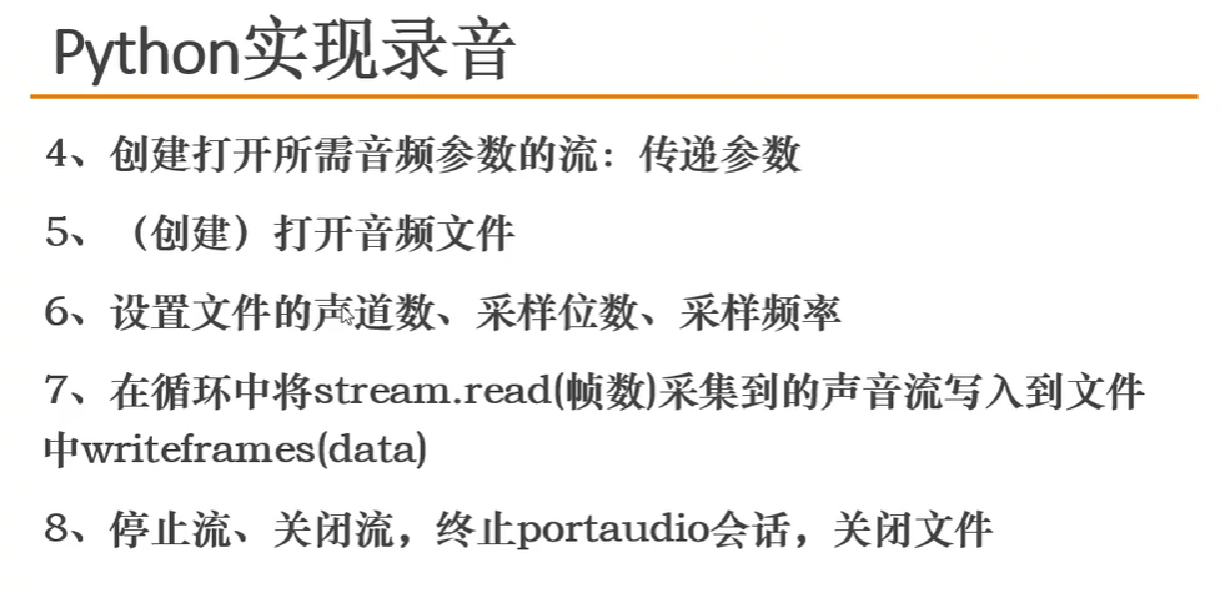 Python实现录音
4、创建打开所需音频参数的流：传递参数
5、（创建）打开音频文件
6、设置文件的声道数、采样位数、采样频率
7、在循环中将stream.read(帧数)采集到的声音流写入到文件
中writeframes(data)
8、停止流、关闭流，终止portaudio会话，关闭文件